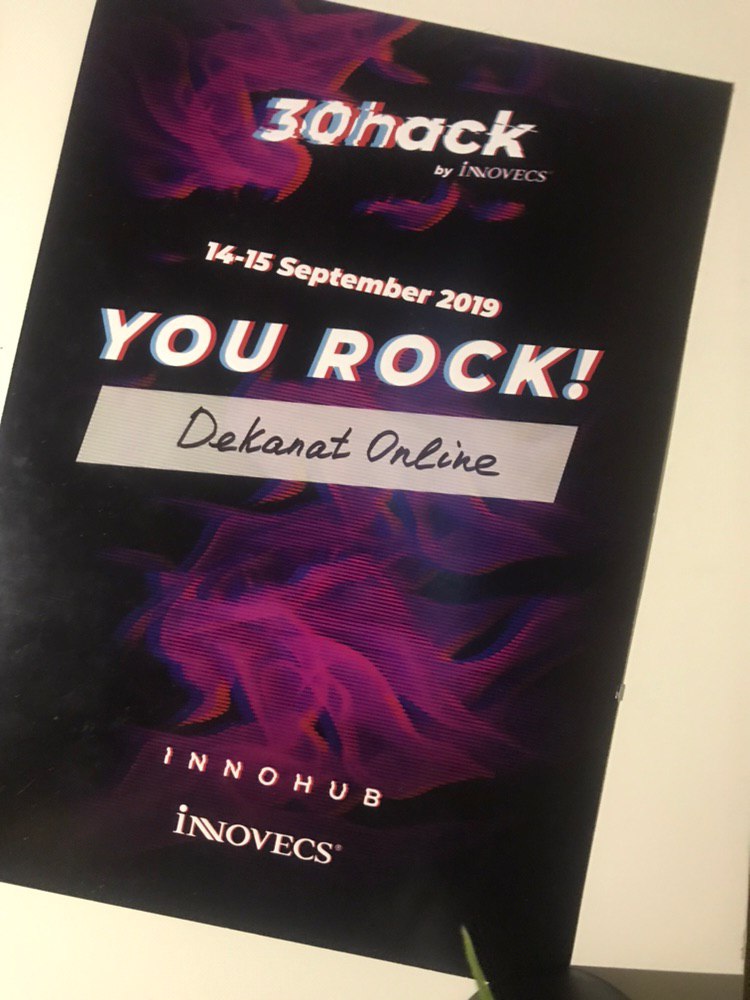 30hack
by iNNOVECS
14-15 September 2019
YOU ROCK!
Dekanat Online
INNOHUB
iNNOVECS®